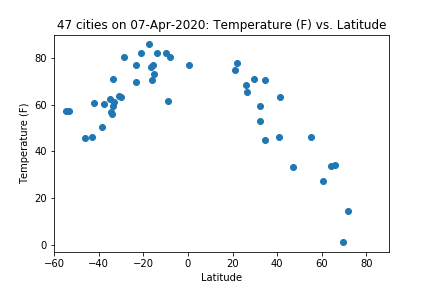 47 cities on 07-Apr-2020: Temperature (F) vs. Latitude
80
60
40
20
0
Temperature (F)
−60 −40 −20 0 20 40 60 80
Latitude